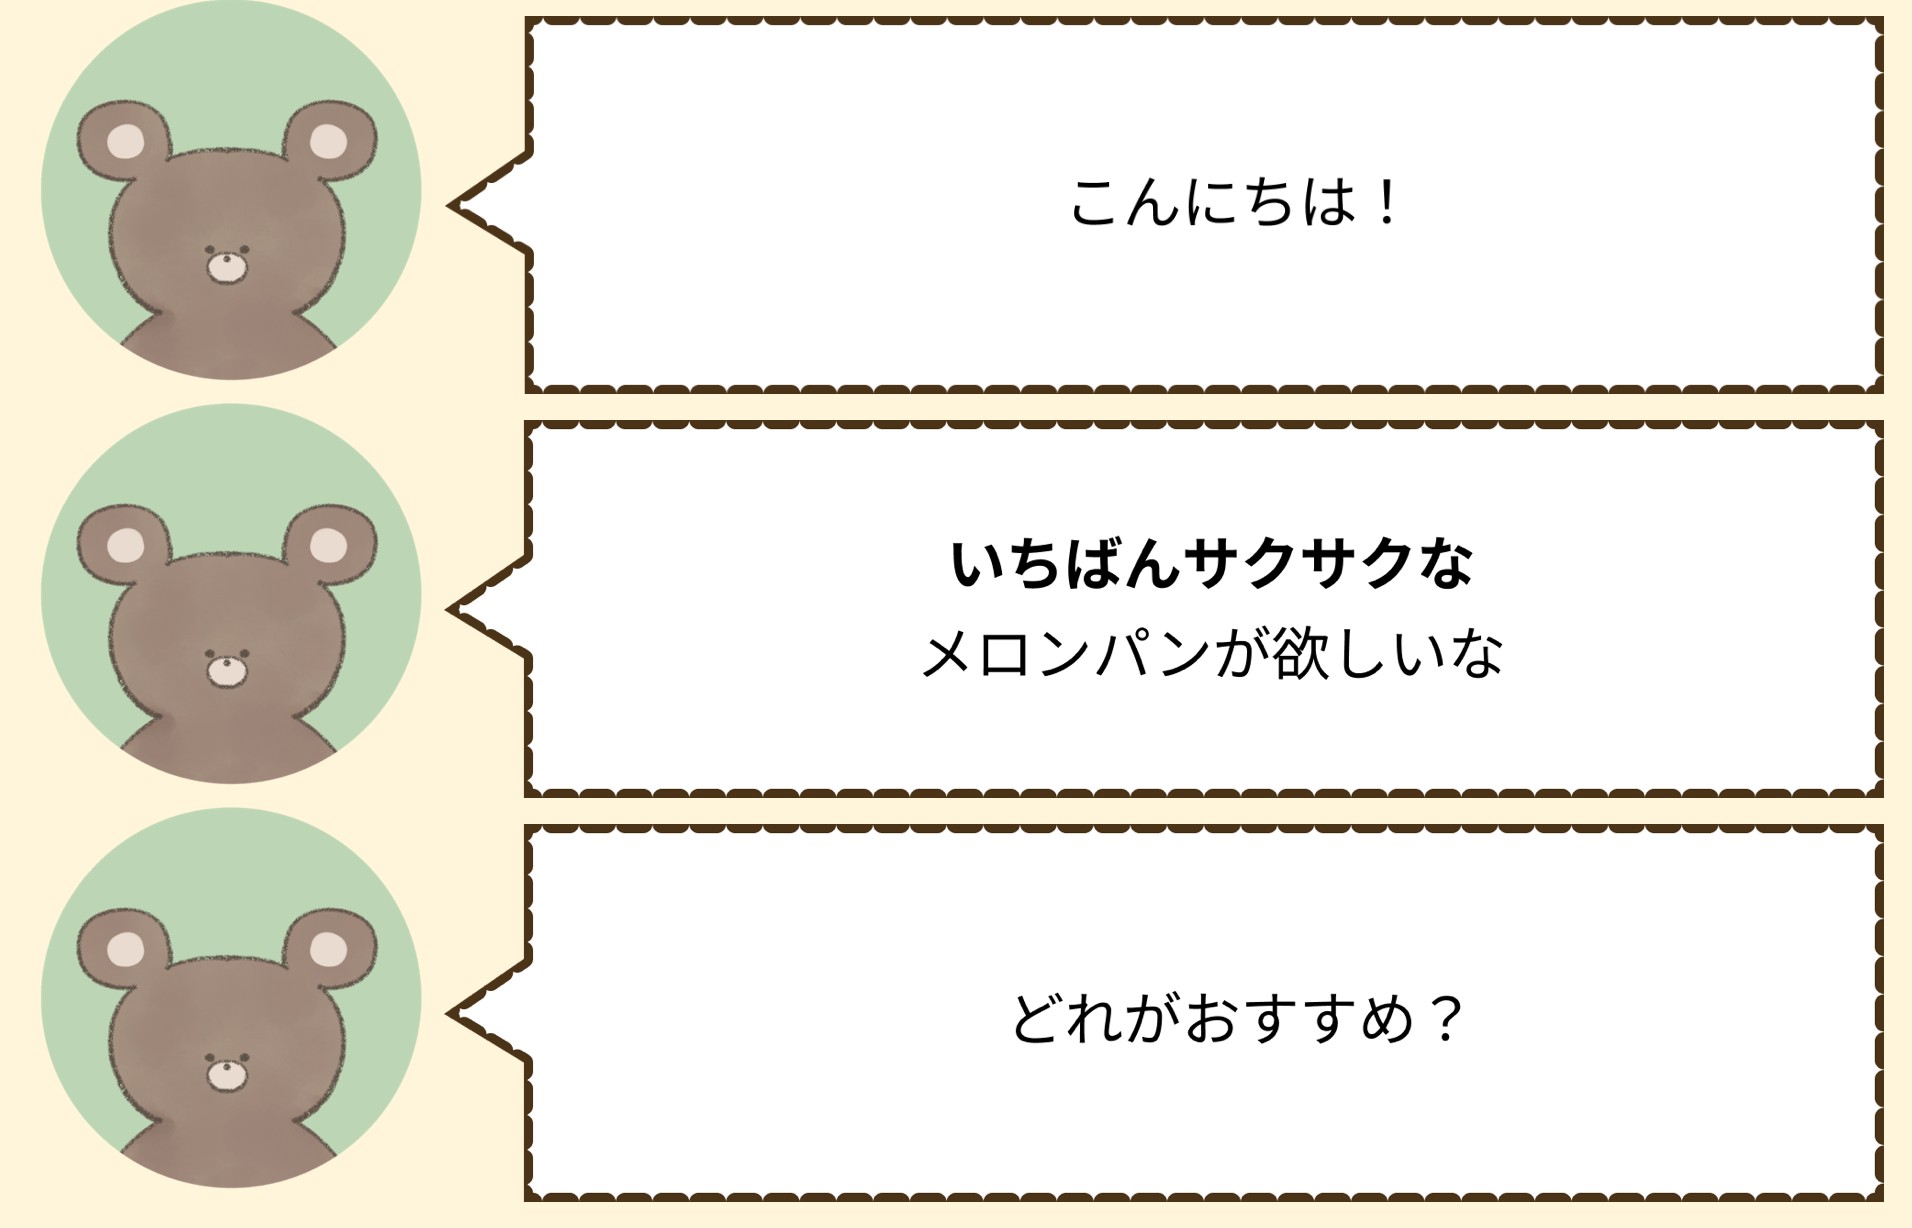 こんにちは！
いちばんサクサクな
メロンパンが欲しいな
どれがおすすめ？